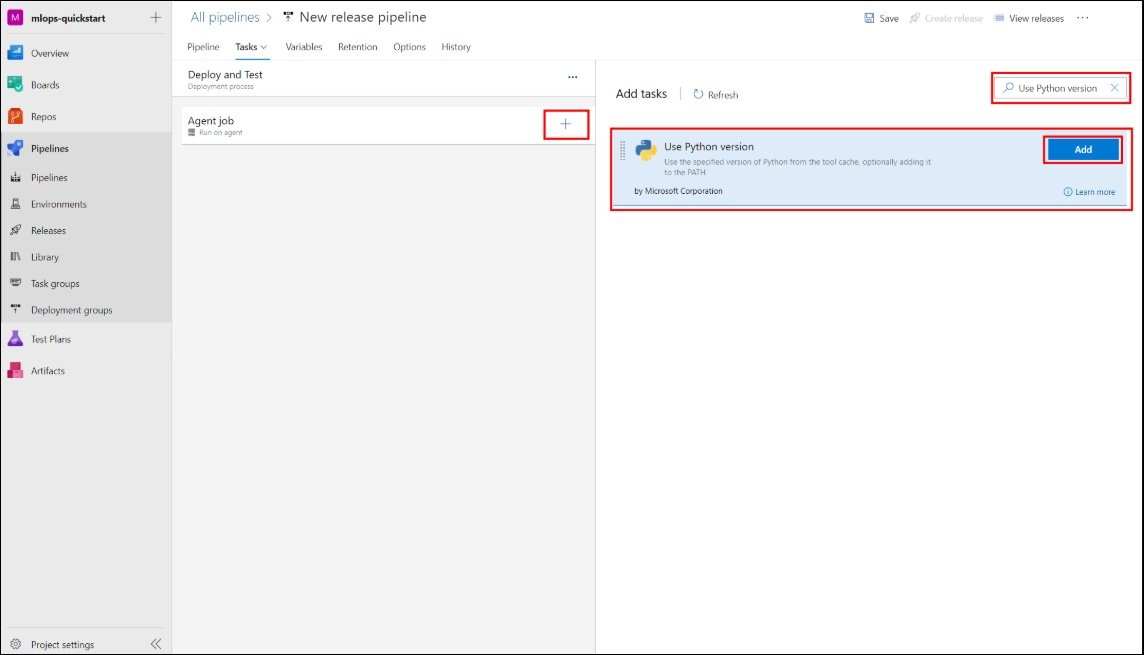 M mlops-quickstart
Overview
Boards
Repos
Pipelines
Pipelines
Environments
Releases
Library
Task groups
Deployment groups
Test Plans
Artifacts
Project settings
All pipelines > New release pipeline
Save Create release View releases ...
Pipeline Tasks Variables Retention Options History
Deploy and Test
Deployment process
Agent job
Run on agent
Add tasks Refresh
Use Python version
Use Python version
Use the specified version of Python from the tool cache, optionally adding it
to the PATH
by Microsoft Corporation
Add
Learn more